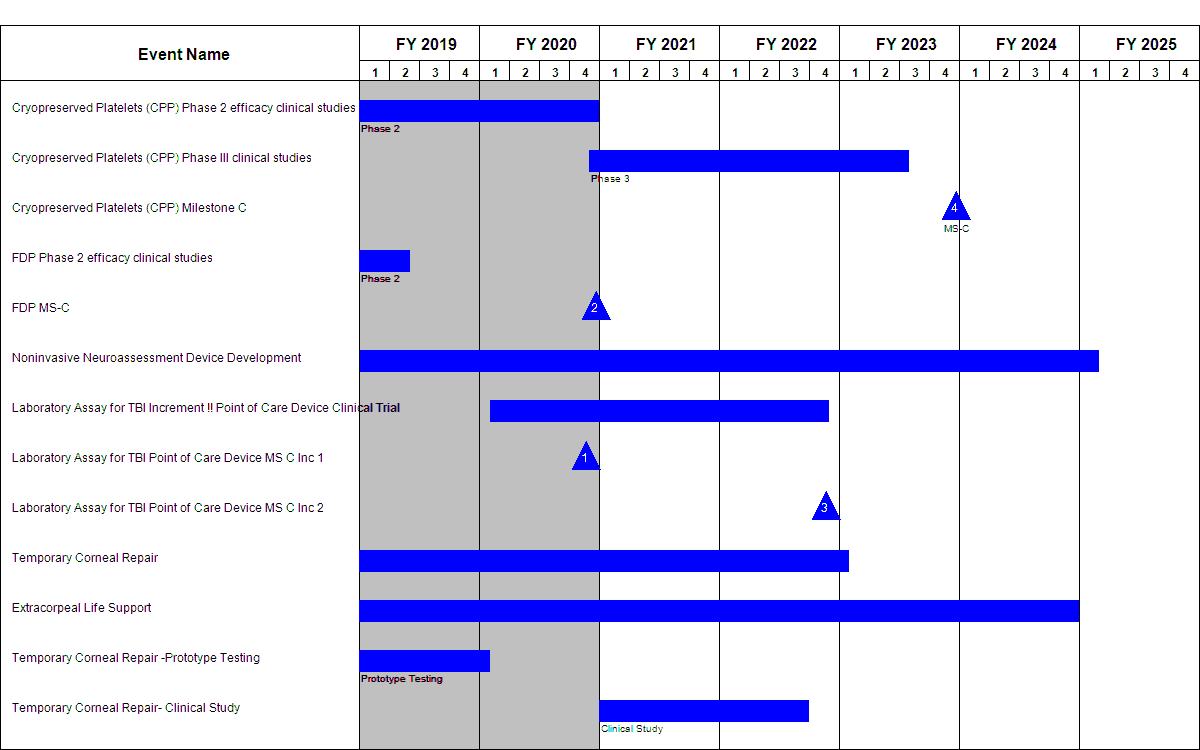 Event Name
FY 2019 FY 2020 FY 2021 FY 2022 FY 2023 FY 2024 FY 2025
1 2 3 4 1 2 3 4 1 2 3 4 1 2 3 4 1 2 3 4 1 2 3 4 1 2 3 4
Cryopreserved Platelets (CPP) Phase 2 efficacy clinical studies
Phase 2
Cryopreserved Platelets (CPP) Phase III clinical studies
Phase 3
Cryopreserved Platelets (CPP) Milestone C
4
MS-C
FDP Phase 2 efficacy clinical studies
Phase 2
FDP MS-C
2
Noninvasive Neuroassessment Device Development
Laboratory Assay for TBI Increment !! Point of Care Device Clinical Trial
Laboratory Assay for TBI Point of Care Device MS C Inc 1
1
Laboratory Assay for TBI Point of Care Device MS C Inc 2
3
Temporary Corneal Repair
Extracorpeal Life Support
Temporary Corneal Repair -Prototype Testing
Prototype Testing
Temporary Corneal Repair- Clinical Study
Clinical Study